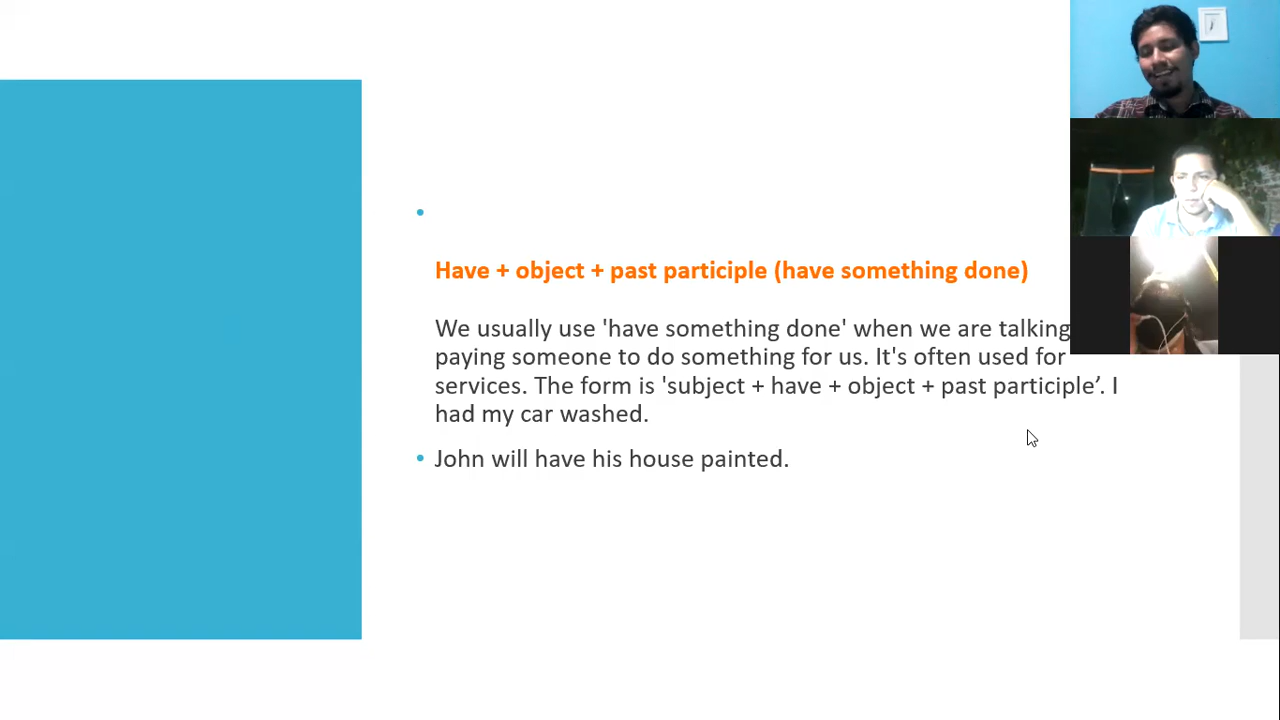 Have + object + past participle (have something done)
We usually use 'have something done' when we are talking
paying someone to do something for us. It's often used for
services. The form is 'subject + have + object + past participle’. I
had my car washed.
John will have his house painted.